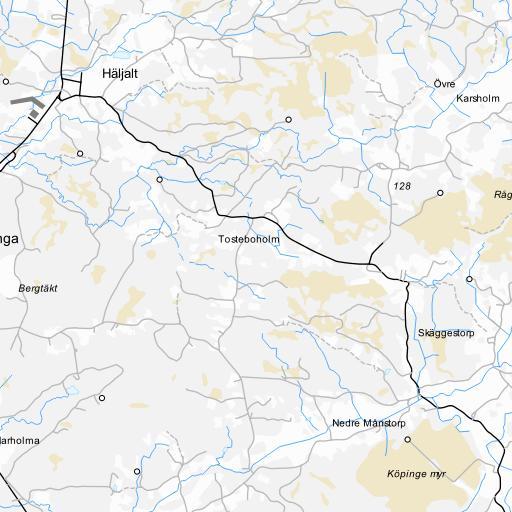 Häljalt
Övre
Karsholm
128
Räg
nga
Tosteboholm
Bergtäkt
Skäggestorp
Nedre Månstorp
larholma
Köpinge myr